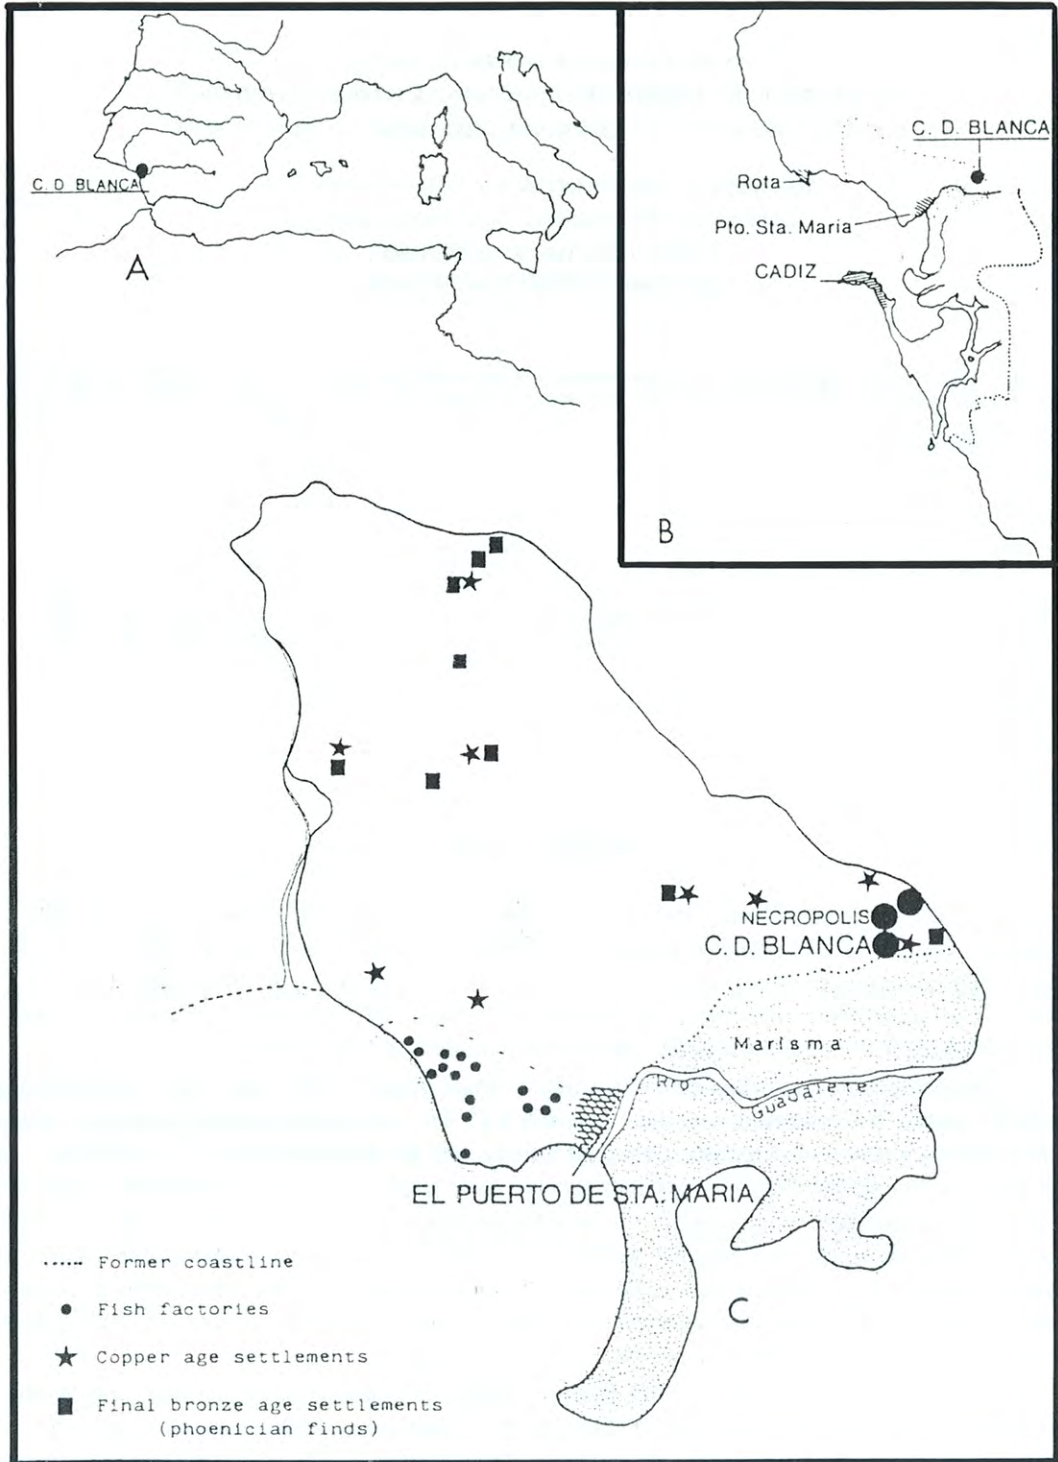 C. D. BLANCA
A
C. D. BLANCA
Rota
Pto. Sta. Maria
CADIZ
B
NECROPOLIS
C. D. BLANCA
Marisma
Rio
Guadalete
EL PUERTO DE STA. MARIA
C
Former coastline
Fish factories
Copper age settlements
Final bronze age settlements
(phoenician finds)